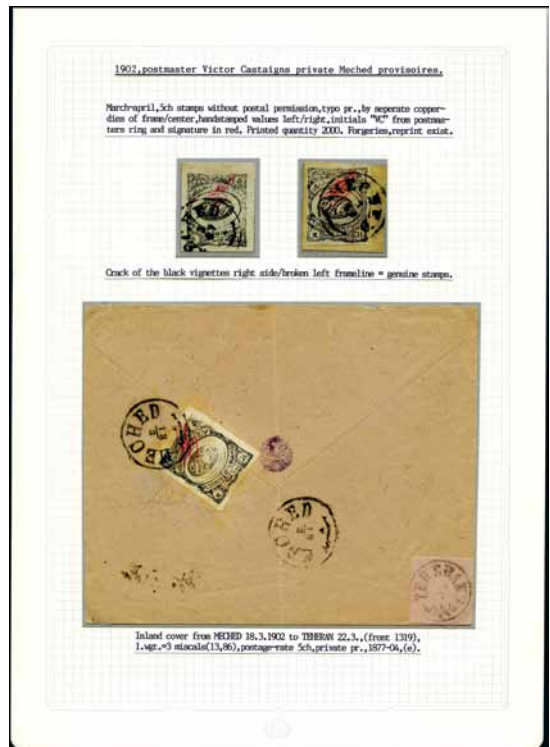 1902,postmaster Victor Castaigns private Meched provisoires.
March-april,5ch stamps without postal permission,typo pr.,by seperate copper-
dies of frame/center,handstamped values left/right,initials "VC" from postmas-
ters ring and signature in red. Printed quantity 2000. Forgeries,reprint exist.
Crack of the black vignettes right side/broken left frameline = genuine stamps.
MECHED
MECHED
TEHERAN
Inland cover from MECHED 18.3.1902 to TEHERAN 22.3.,(front 1319),
1.wgt.=3 miscals(13,86),postage-rate 5ch,private pr.,1877-04,(e).